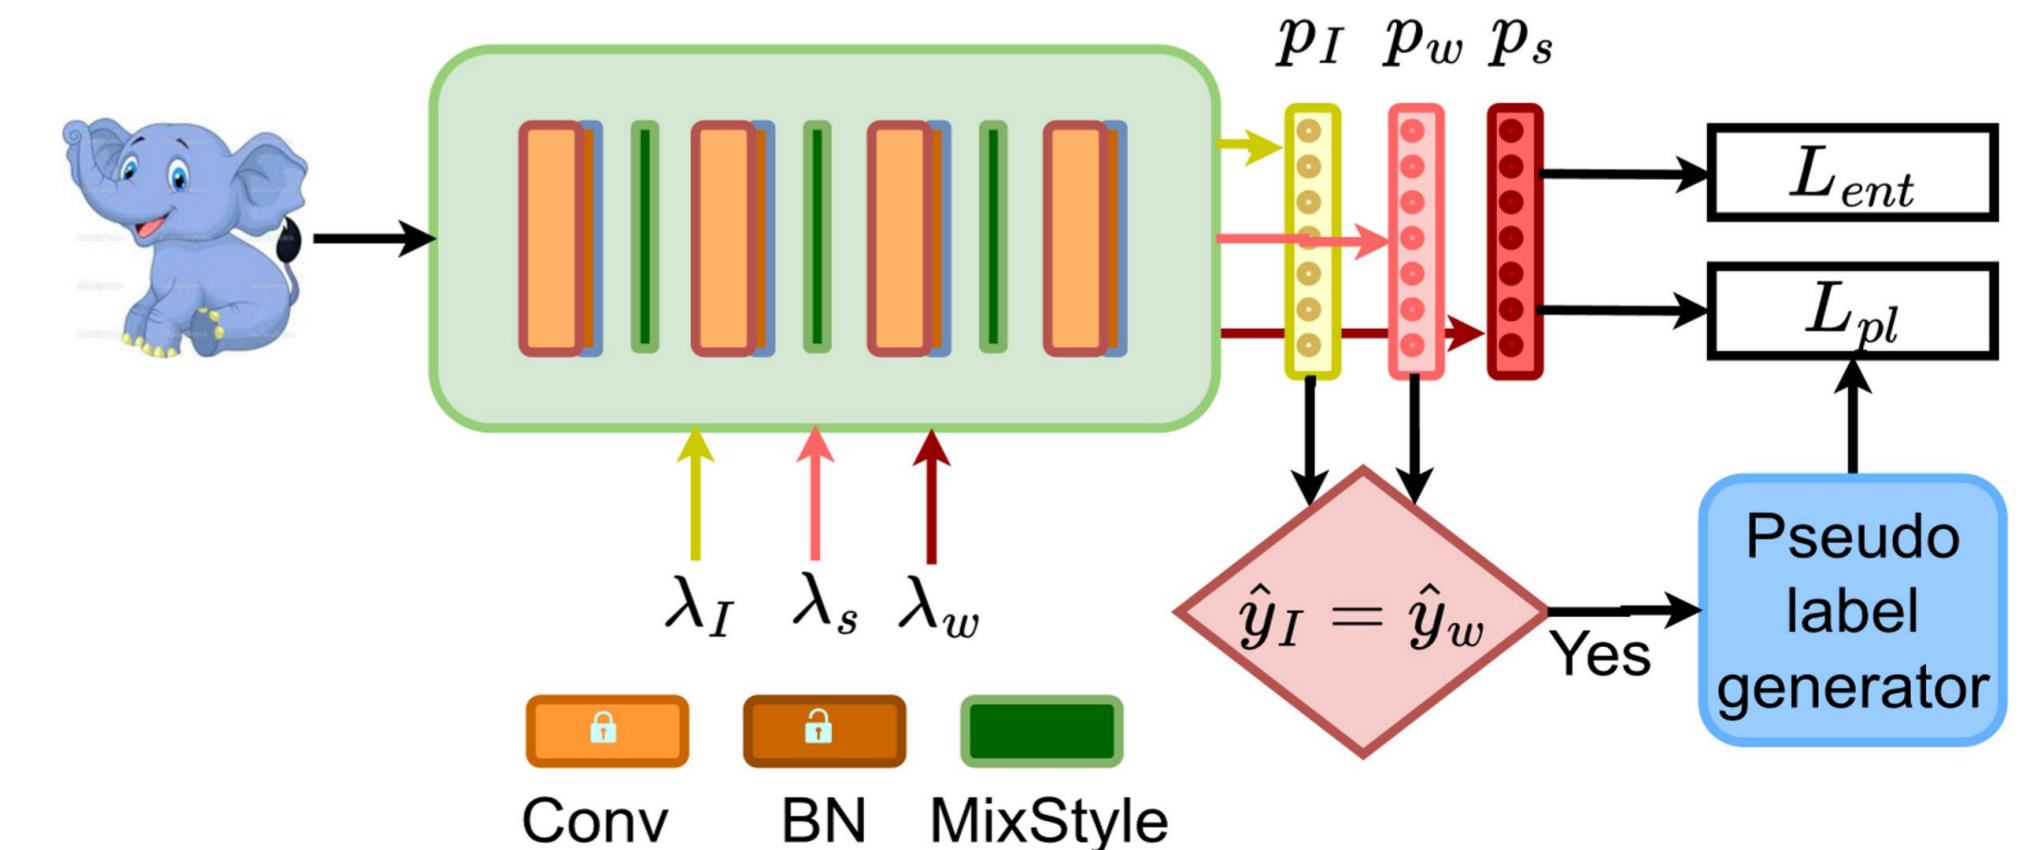 p_I p_w p_s
L_ent
L_pl
λ_I λ_s λ_w
ŷ_I = ŷ_w
Yes
Pseudo
label
generator
Conv BN MixStyle